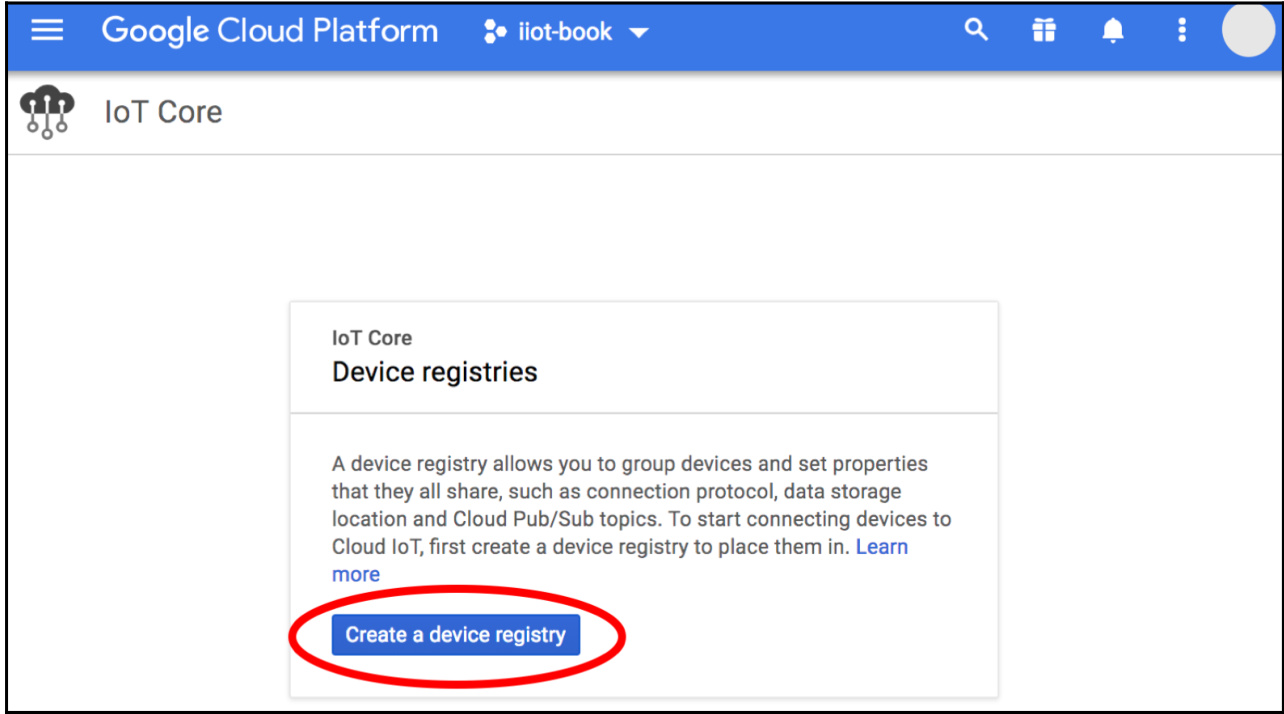 Google Cloud Platform iiot-book
IoT Core
IoT Core
Device registries
A device registry allows you to group devices and set properties
that they all share, such as connection protocol, data storage
location and Cloud Pub/Sub topics. To start connecting devices to
Cloud IoT, first create a device registry to place them in. Learn
more
Create a device registry